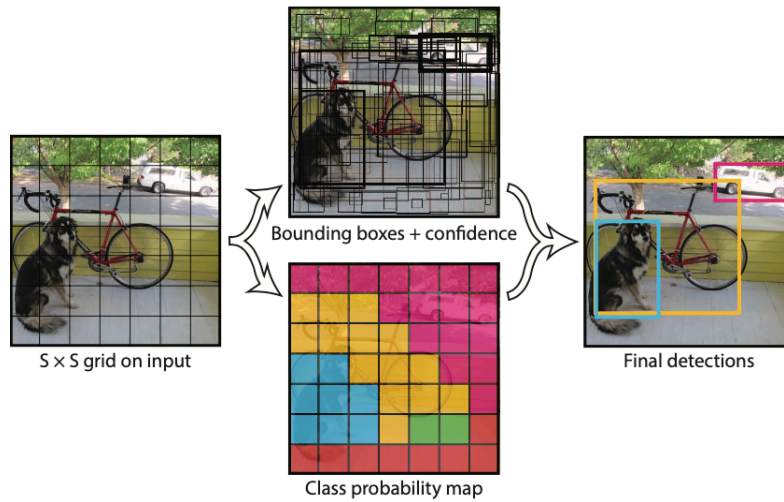 S × S grid on input
Bounding boxes + confidence
Class probability map
Final detections